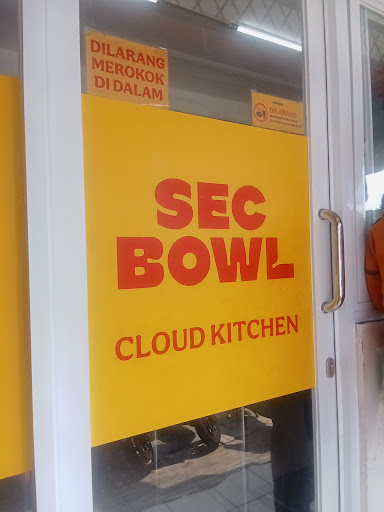 DILARANG
MEROKOK
DI DALAM
DILARANG
SEC
BOWL
CLOUD KITCHEN